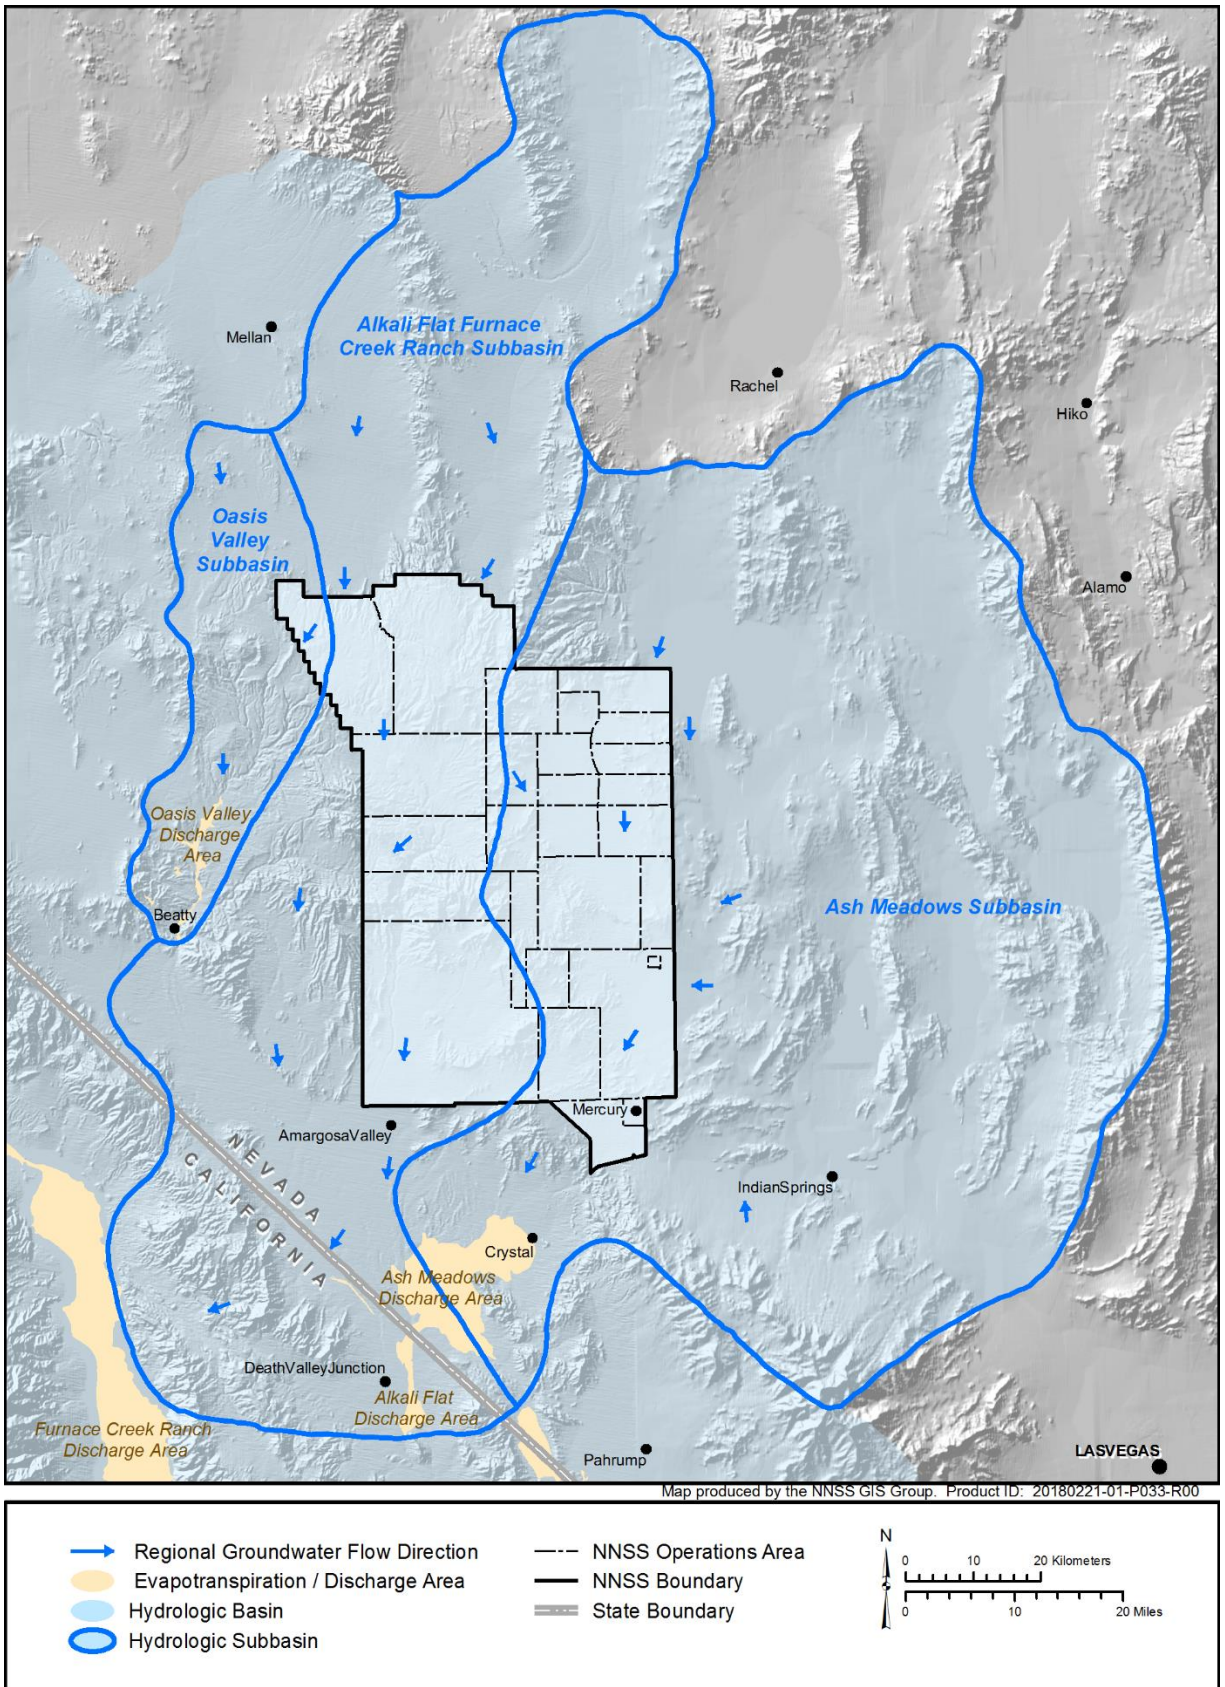 Mellan
Alkali Flat Furnace
Creek Ranch Subbasin
Rachel
Hiko
Oasis
Valley
Subbasin
Alamo
Oasis Valley
Discharge
Area
Beatty
Ash Meadows Subbasin
Mercury
AmargosaValley
NEVADA
CALIFORNIA
IndianSprings
Crystal
Ash Meadows
Discharge Area
DeathValleyJunction
Alkali Flat
Discharge Area
Furnace Creek Ranch
Discharge Area
Pahrump
LASVEGAS
Map produced by the NNSS GIS Group. Product ID: 20180221-01-P033-R00
Regional Groundwater Flow Direction
Evapotranspiration / Discharge Area
Hydrologic Basin
Hydrologic Subbasin
NNSS Operations Area
NNSS Boundary
State Boundary
N
0 10 20 Kilometers
0 10 20 Miles